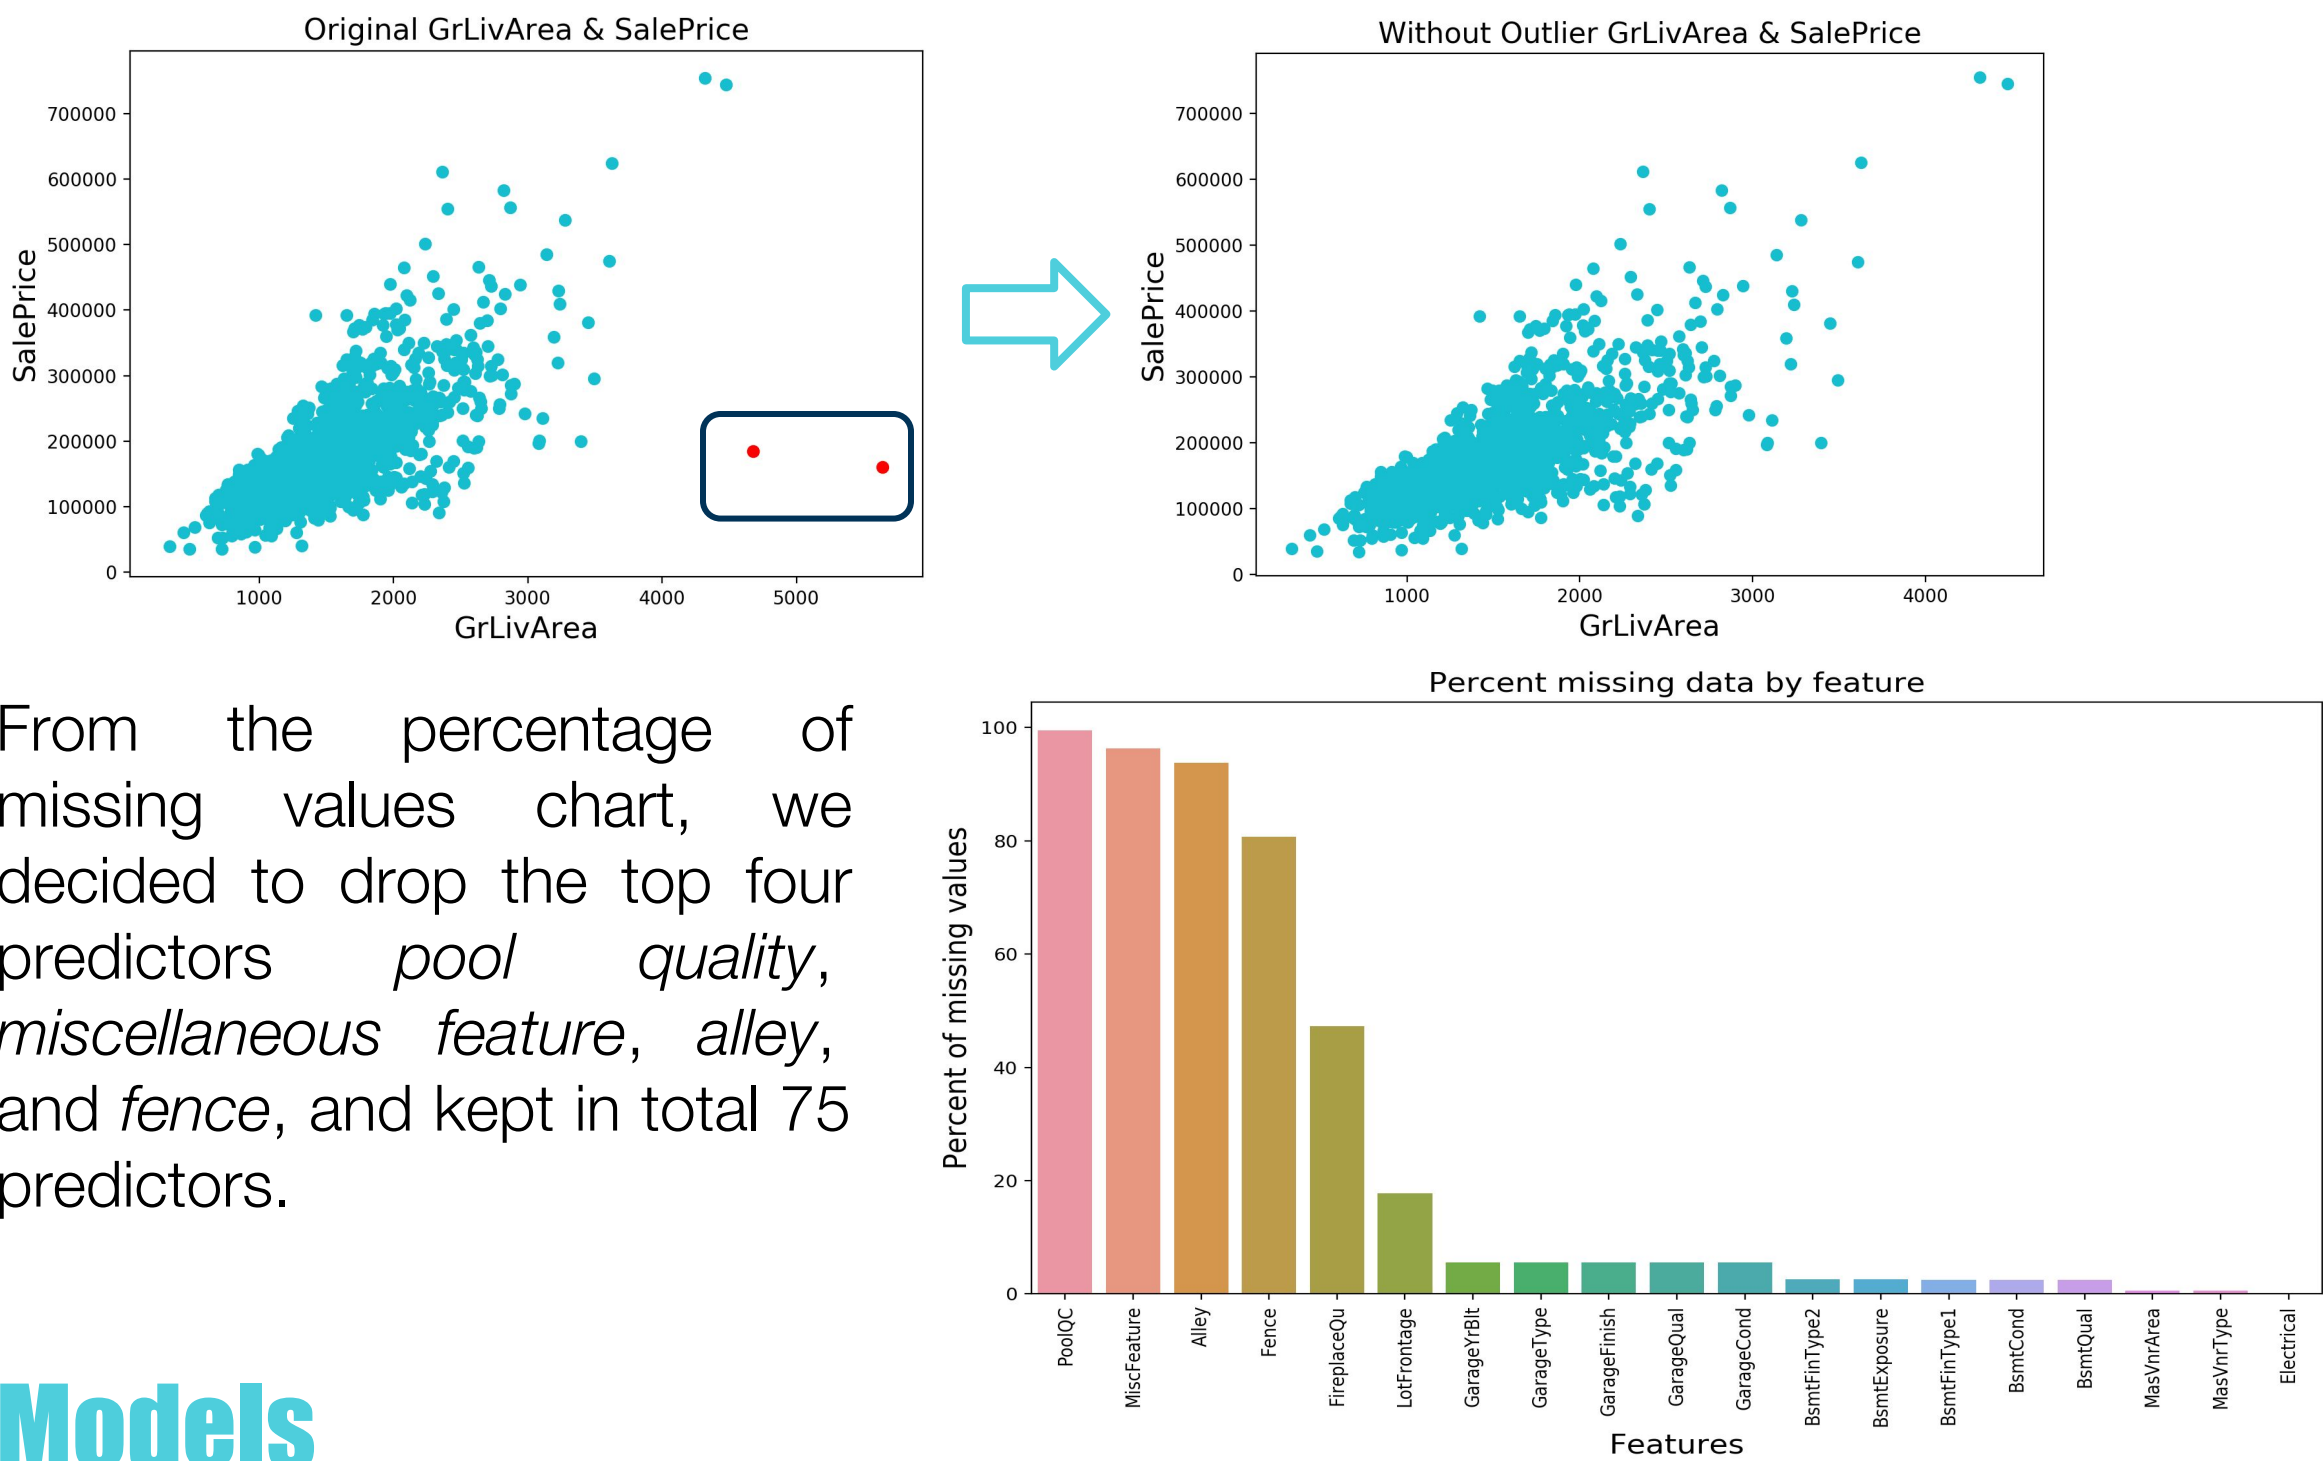 Original GrLivArea & SalePrice
SalePrice
700000
600000
500000
400000
300000
200000
100000
0
1000 2000 3000 4000 5000
GrLivArea
Without Outlier GrLivArea & SalePrice
SalePrice
700000
600000
500000
400000
300000
200000
100000
0
1000 2000 3000 4000
GrLivArea
From the percentage of
missing values chart, we
decided to drop the top four
predictors pool quality,
miscellaneous feature, alley,
and fence, and kept in total 75
predictors.
Percent missing data by feature
Percent of missing values
100
80
60
40
20
0
PoolQC
MiscFeature
Alley
Fence
FireplaceQu
LotFrontage
GarageYrBlt
GarageType
GarageFinish
GarageQual
GarageCond
BsmtFinType2
BsmtExposure
BsmtFinType1
BsmtCond
BsmtQual
MasVnrArea
MasVnrType
Electrical
Features
Models